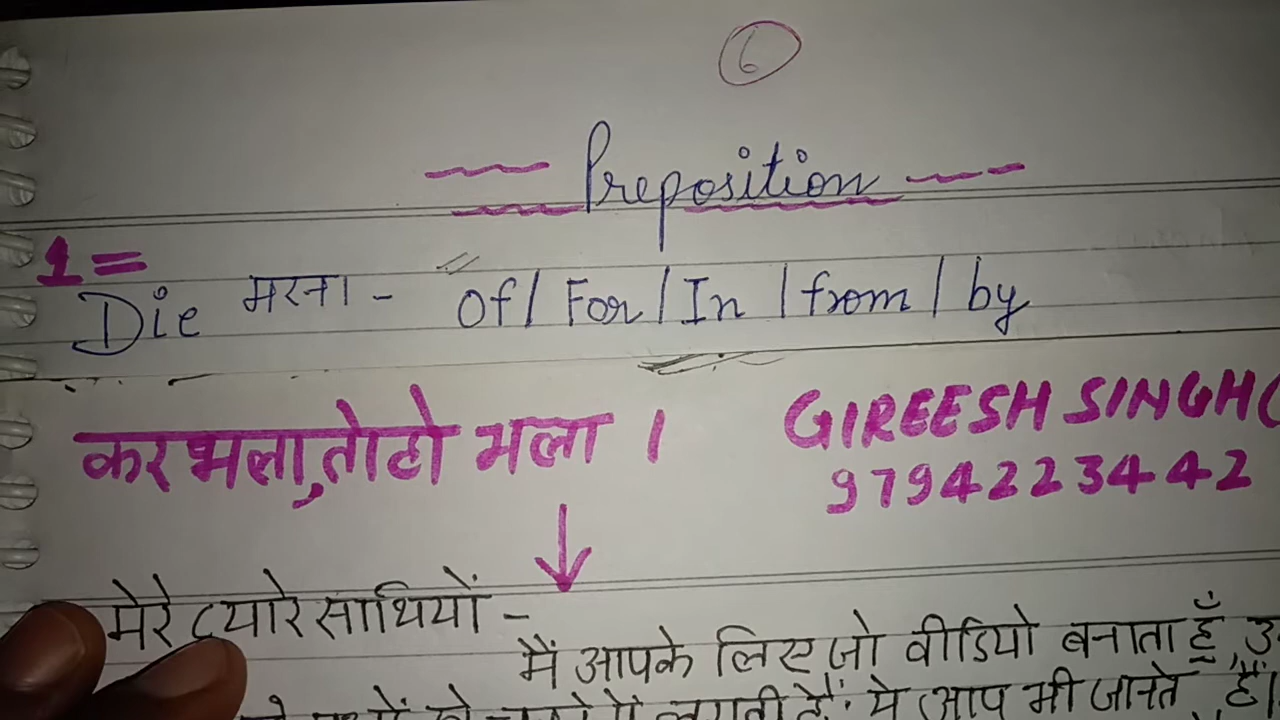 6
Preposition
1=
Die मरना - Of / For / In / from / by
कर भला, तो हो भला ।
GIREESH SINGH
9794223442
मेरे प्यारे साथियों -
मैं आपके लिए जो वीडियो बनाता हूँ,
में लगती हैं; ये आप भी जानते हैं।